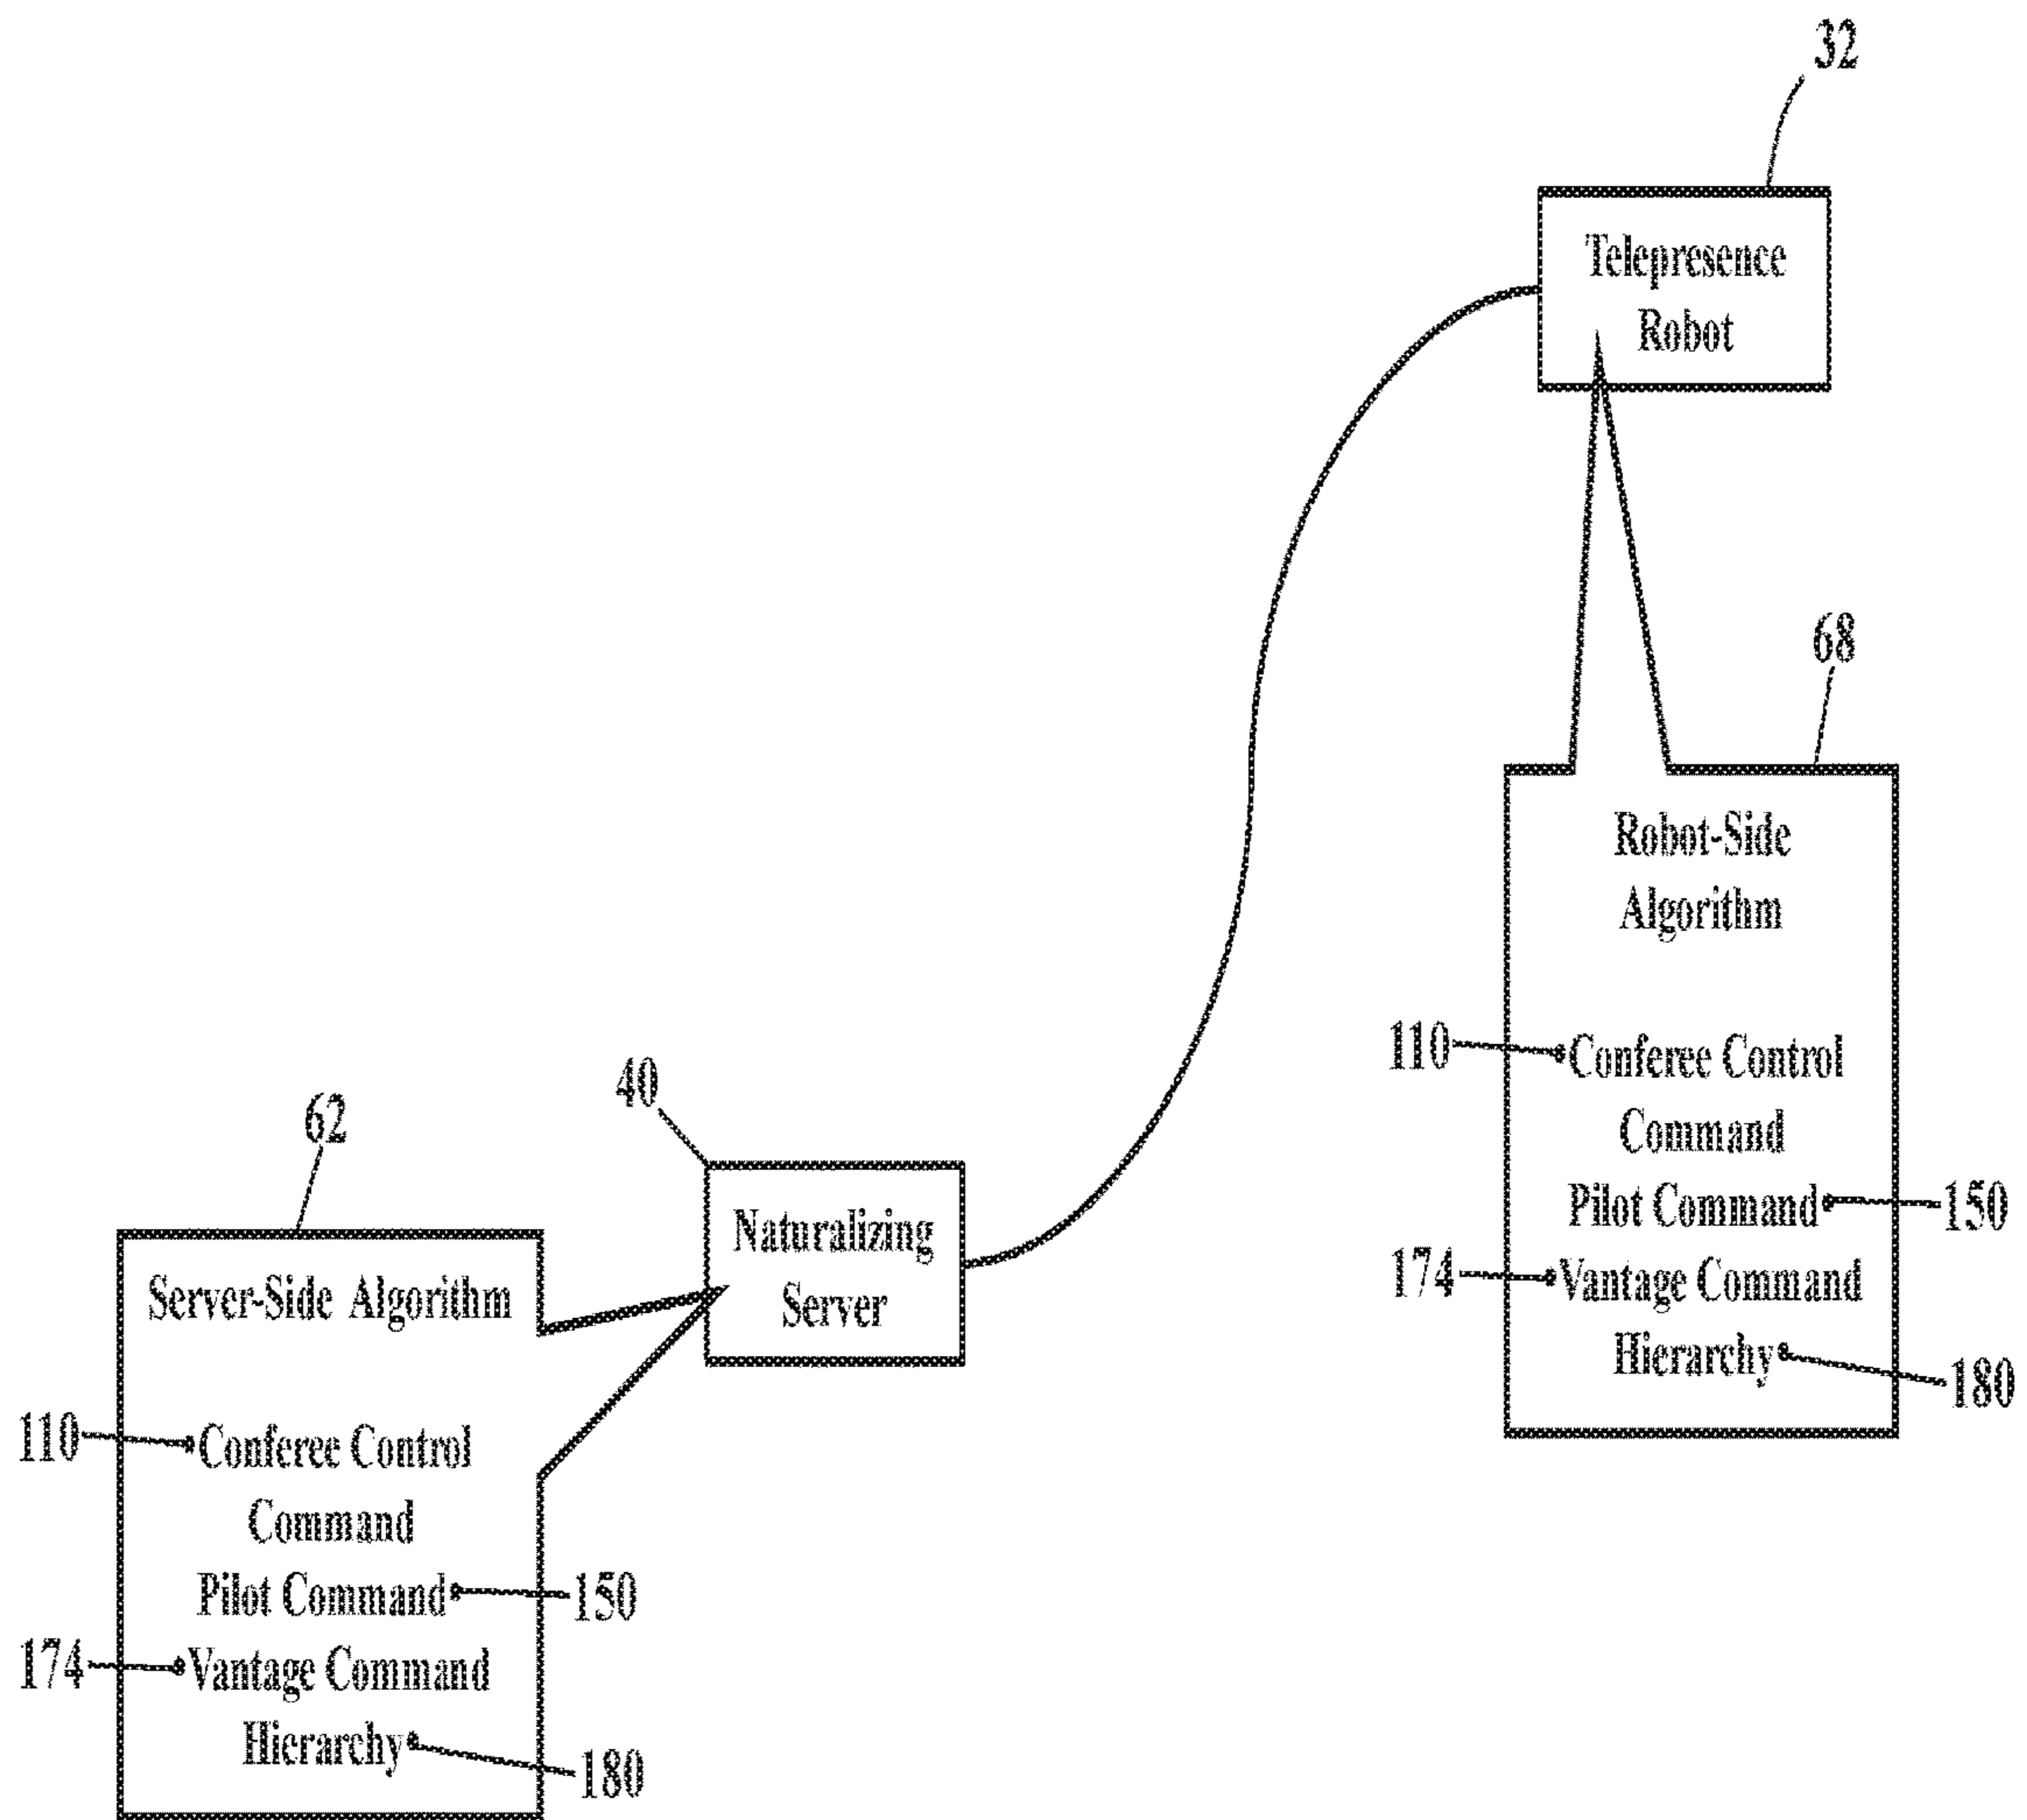 32
Telepresence
Robot
68
Robot-Side
Algorithm
110
Conferee Control
Command
Pilot Command
150
174
Vantage Command
Hierarchy
180
40
Naturalizing
Server
62
Server-Side Algorithm
110
Conferee Control
Command
Pilot Command
150
174
Vantage Command
Hierarchy
180